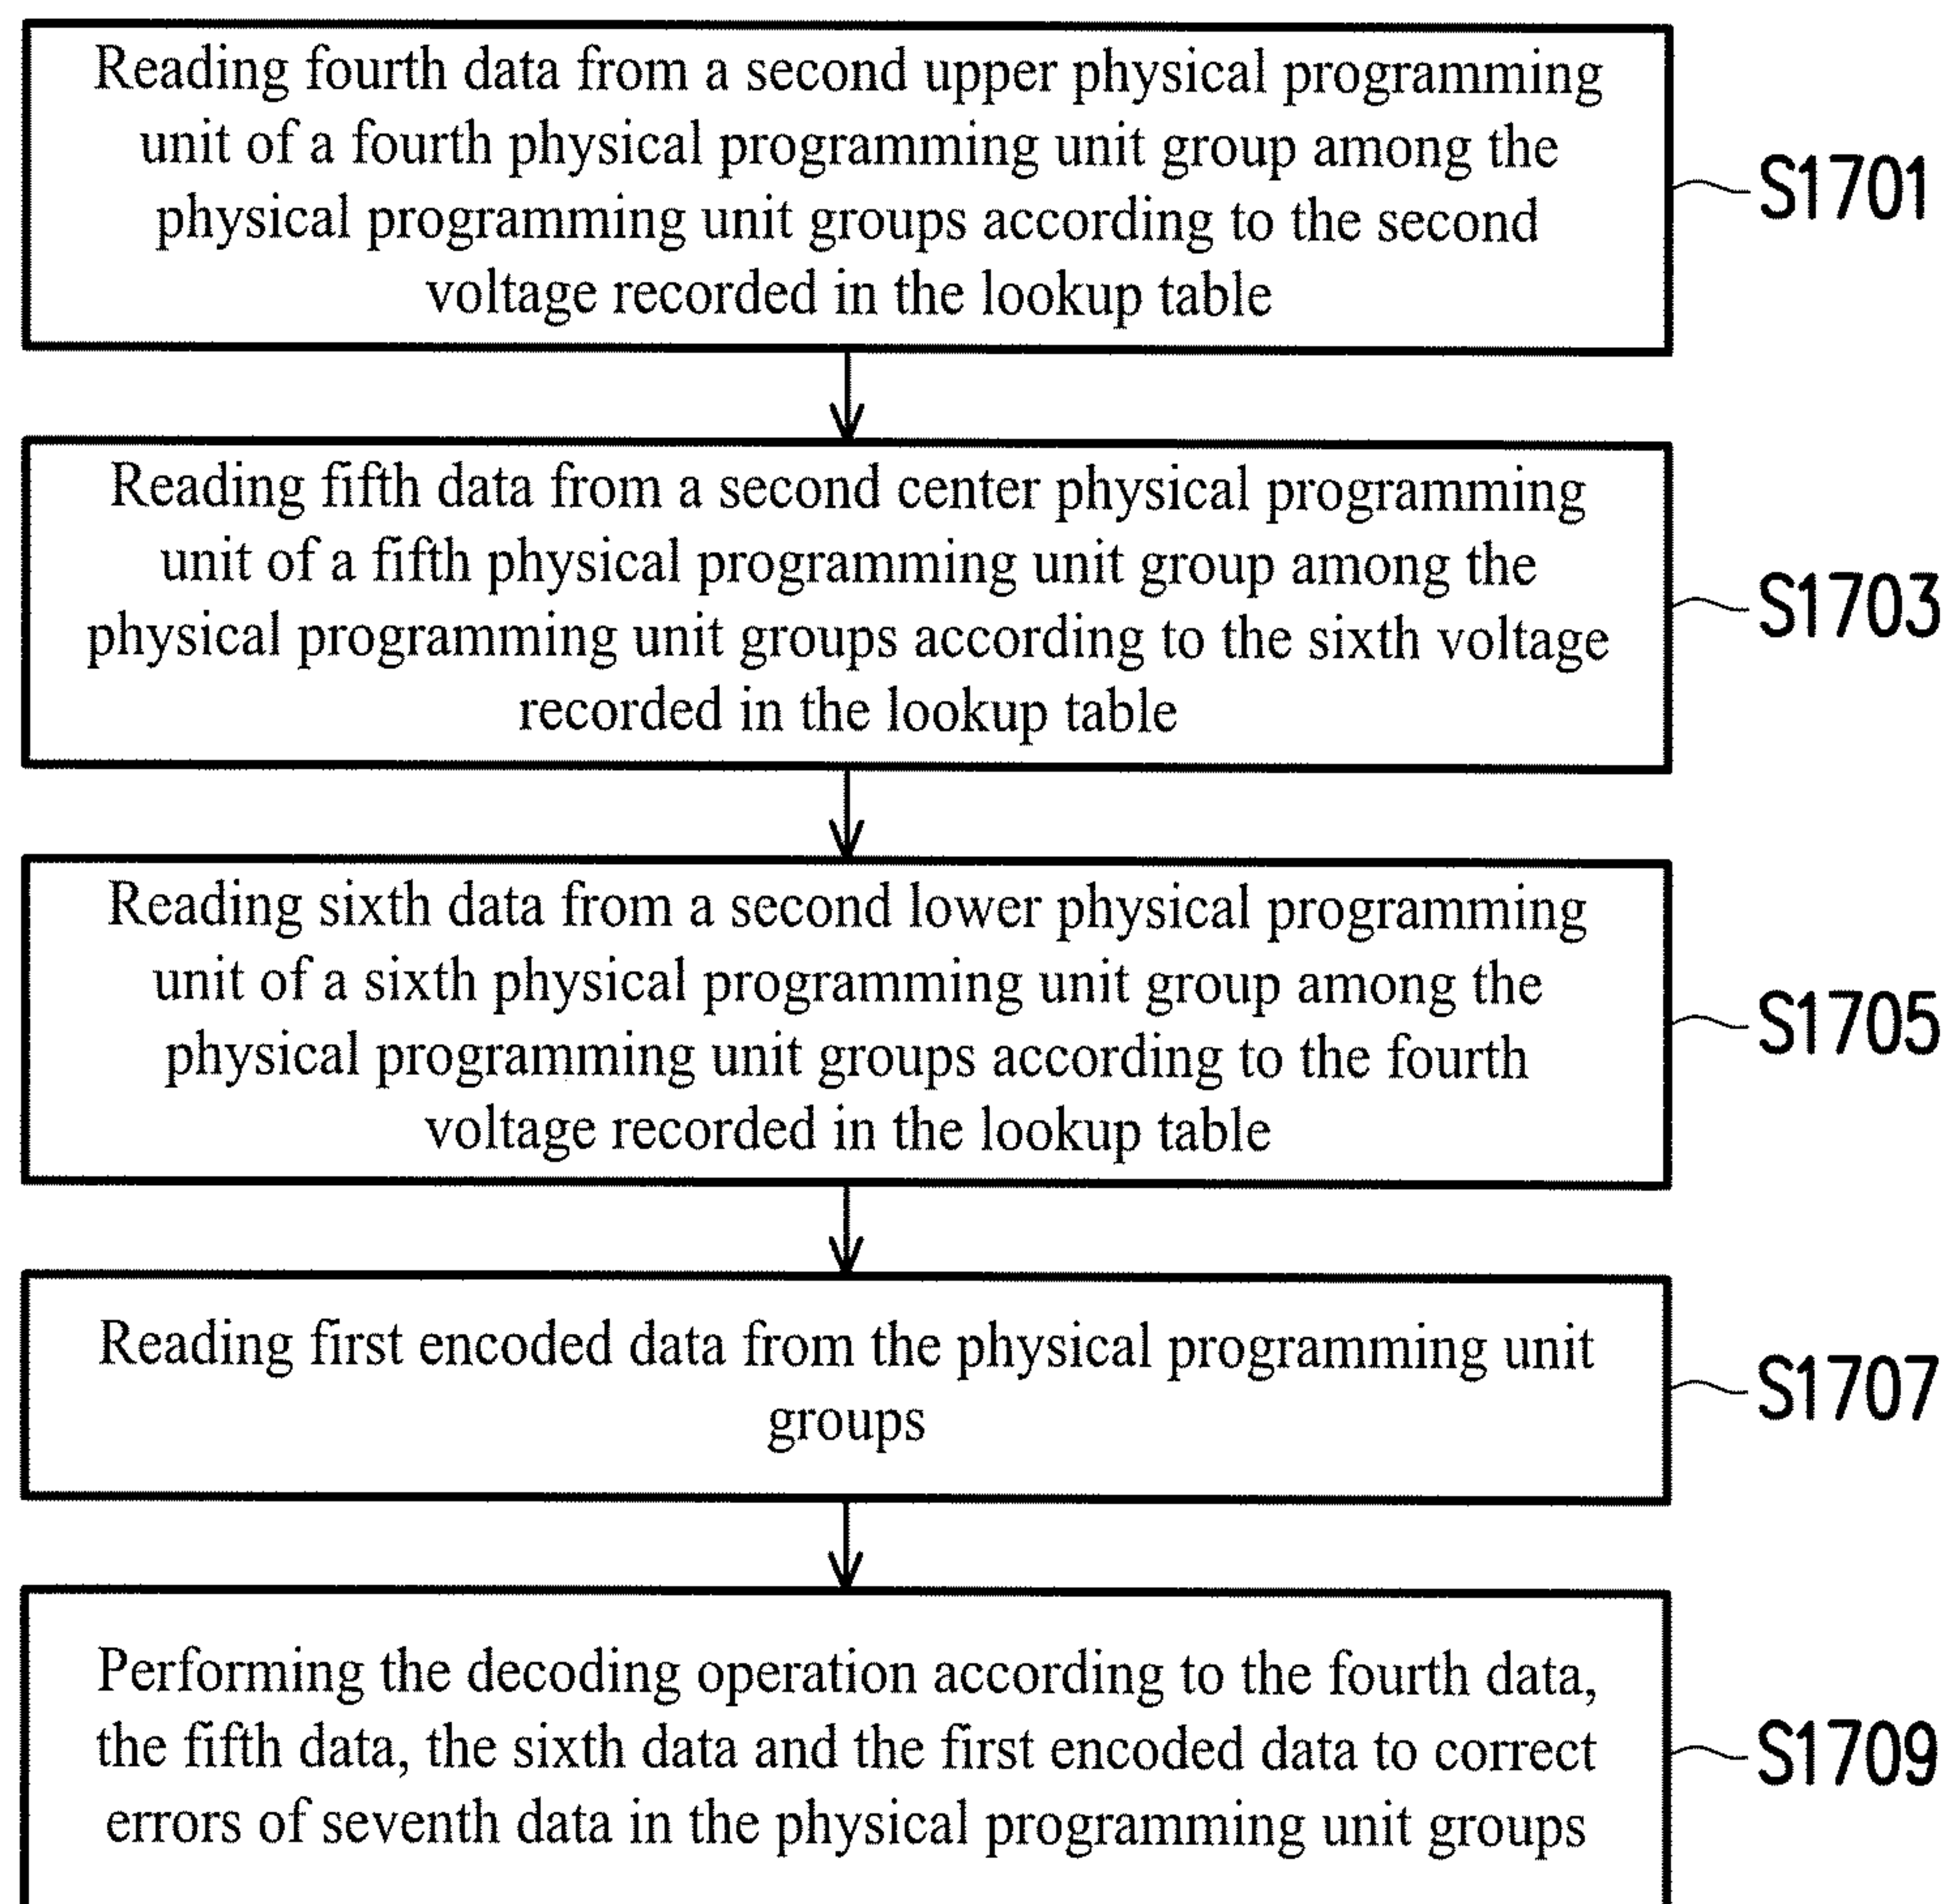 Reading fourth data from a second upper physical programming
unit of a fourth physical programming unit group among the
physical programming unit groups according to the second
voltage recorded in the lookup table
S1701
Reading fifth data from a second center physical programming
unit of a fifth physical programming unit group among the
physical programming unit groups according to the sixth voltage
recorded in the lookup table
S1703
Reading sixth data from a second lower physical programming
unit of a sixth physical programming unit group among the
physical programming unit groups according to the fourth
voltage recorded in the lookup table
S1705
Reading first encoded data from the physical programming unit
groups
S1707
Performing the decoding operation according to the fourth data,
the fifth data, the sixth data and the first encoded data to correct
errors of seventh data in the physical programming unit groups
S1709